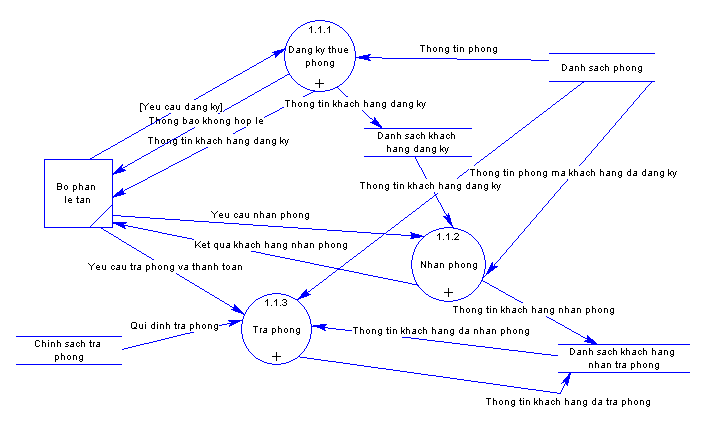 1.1.1
Dang ky thue
phong
+
Thong tin phong
Danh sach phong
[Yeu cau dang ky]
Thong tin khach hang dang ky
Thong bao khong hop le
Thong tin khach hang dang ky
Danh sach khach
hang dang ky
Thong tin phong ma khach hang da dang ky
Thong tin khach hang dang ky
Bo phan
le tan
Yeu cau nhan phong
1.1.2
Nhan phong
+
Ket qua khach hang nhan phong
Yeu cau tra phong va thanh toan
1.1.3
Tra phong
+
Thong tin khach hang nhan phong
Qui dinh tra phong
Thong tin khach hang da nhan phong
Chinh sach tra
phong
Danh sach khach hang
nhan tra phong
Thong tin khach hang da tra phong